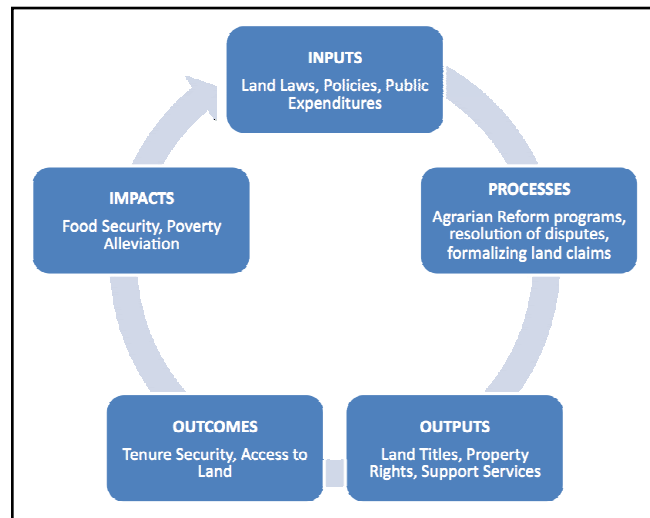 INPUTS
Land Laws, Policies, Public
Expenditures
PROCESSES
Agrarian Reform programs,
resolution of disputes,
formalizing land claims
OUTPUTS
Land Titles, Property
Rights, Support Services
OUTCOMES
Tenure Security, Access to
Land
IMPACTS
Food Security, Poverty
Alleviation